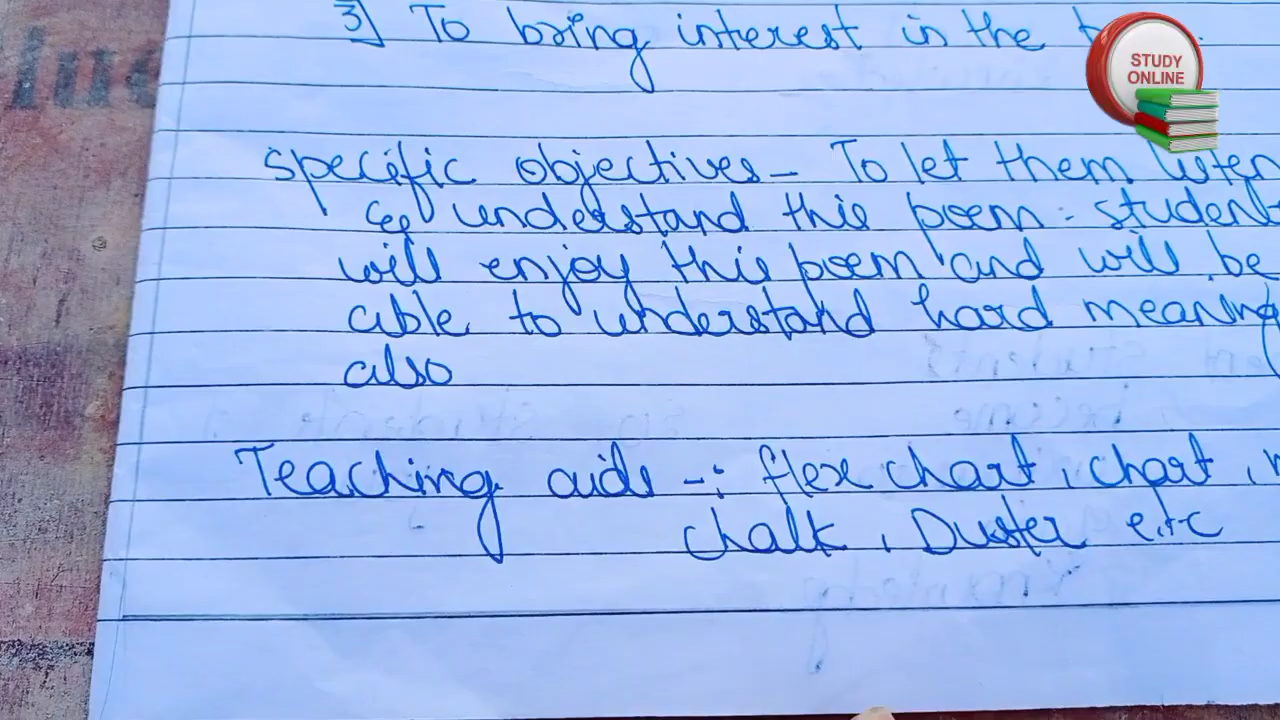 3] To bring interest in the
STUDY
ONLINE
specific objectives - To let them listen
& understand this poem : student
will enjoy this poem and will be
able to understand hard meaning
also
Teaching aids -: flex chart, chart,
chalk, Duster etc